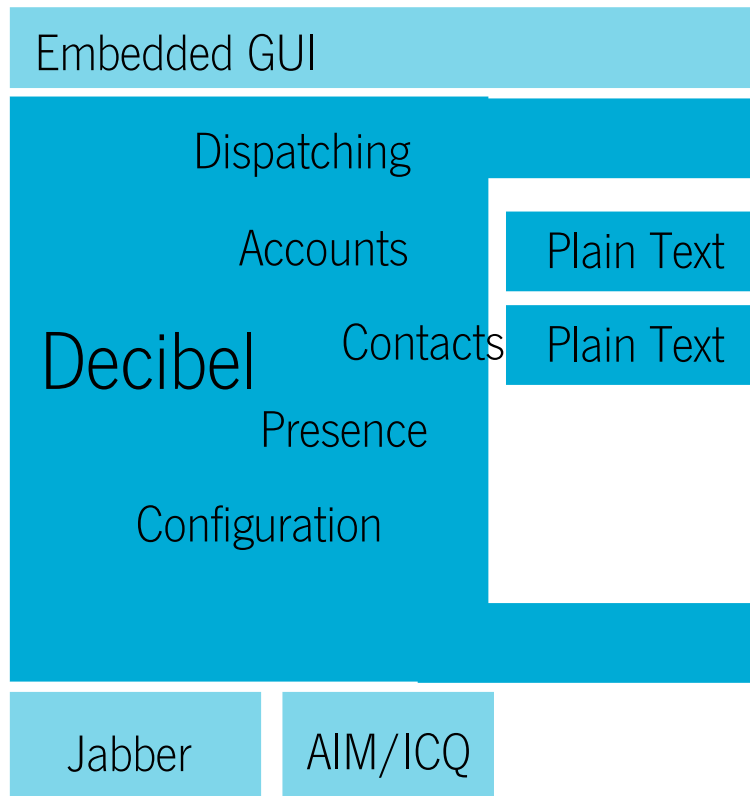 Embedded GUI
Dispatching
Accounts
Plain Text
Decibel
Contacts
Plain Text
Presence
Configuration
Jabber
AIM/ICQ